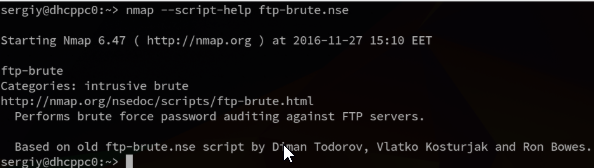 sergiy@dhcppc0:~> nmap --script-help ftp-brute.nse
Starting Nmap 6.47 ( http://nmap.org ) at 2016-11-27 15:10 EET
ftp-brute
Categories: intrusive brute
http://nmap.org/nsedoc/scripts/ftp-brute.html
Performs brute force password auditing against FTP servers.
Based on old ftp-brute.nse script by Diman Todorov, Vlatko Kosturjak and Ron Bowes.
sergiy@dhcppc0:~>